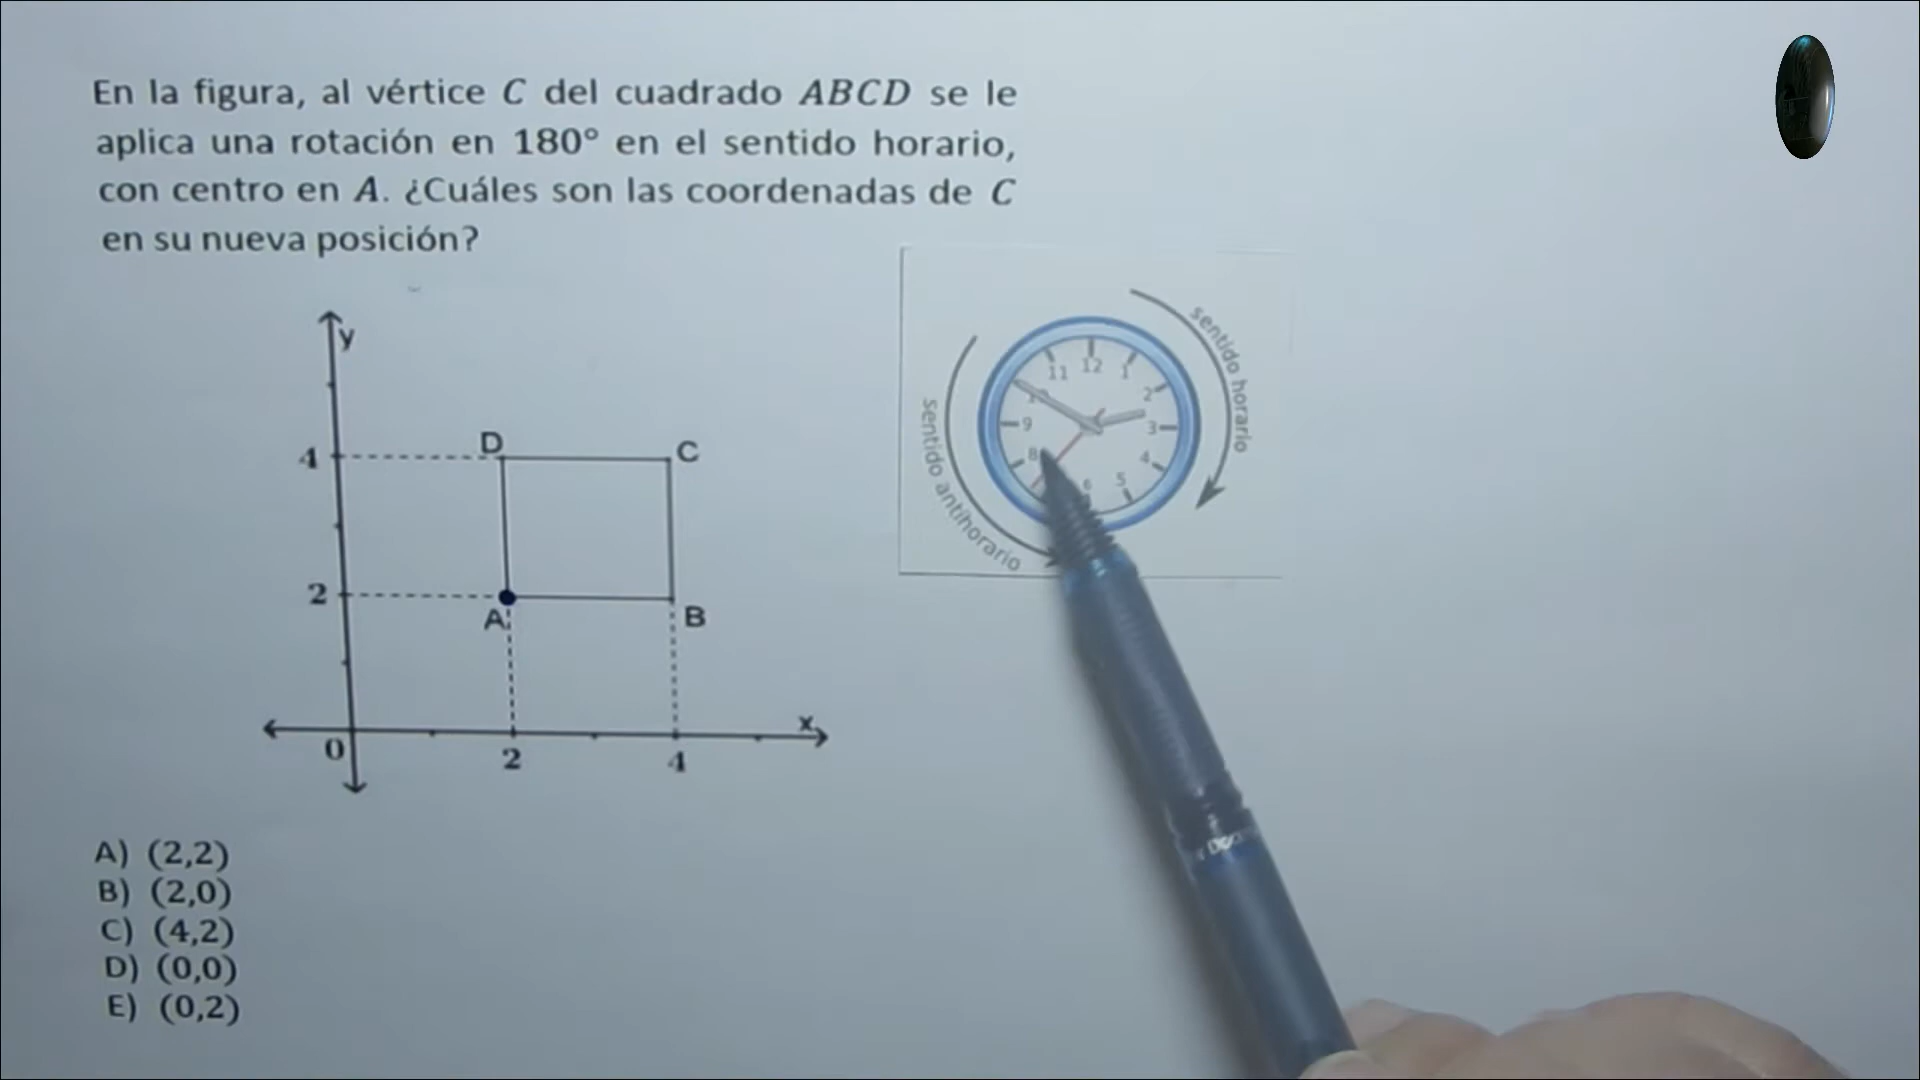 En la figura, al vértice C del cuadrado ABCD se le
aplica una rotación en 180° en el sentido horario,
con centro en A. ¿Cuáles son las coordenadas de C
en su nueva posición?
y
4
D
C
2
A
B
x
0
2
4
sentido horario
sentido antihorario
11
12
1
2
10
9
3
8
4
6
5
A) (2,2)
B) (2,0)
C) (4,2)
D) (0,0)
E) (0,2)